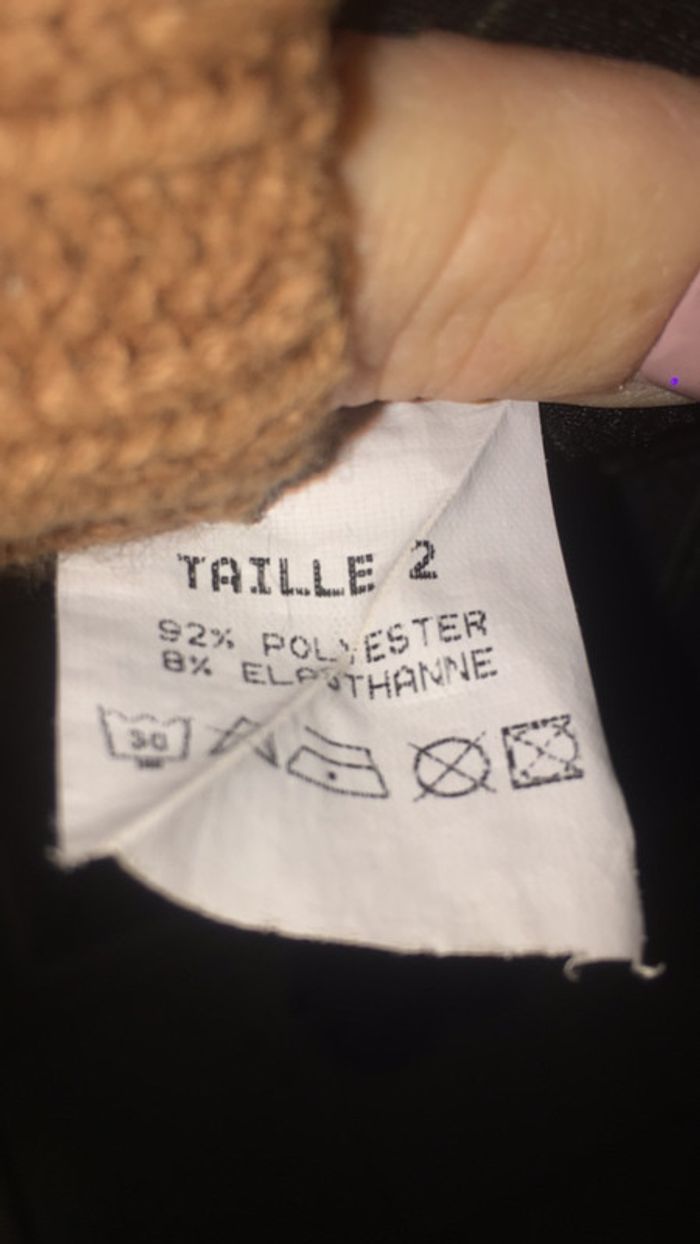 TAILLE 2
92% POLYESTER
8% ELASTHANNE
30